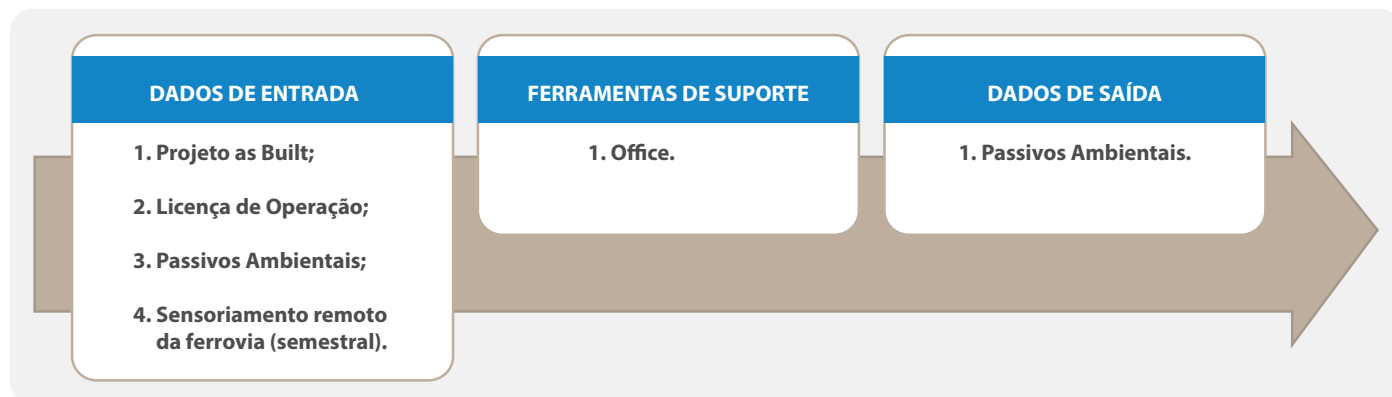 DADOS DE ENTRADA
1. Projeto as Built;
2. Licença de Operação;
3. Passivos Ambientais;
4. Sensoriamento remoto
da ferrovia (semestral).
FERRAMENTAS DE SUPORTE
1. Office.
DADOS DE SAÍDA
1. Passivos Ambientais.